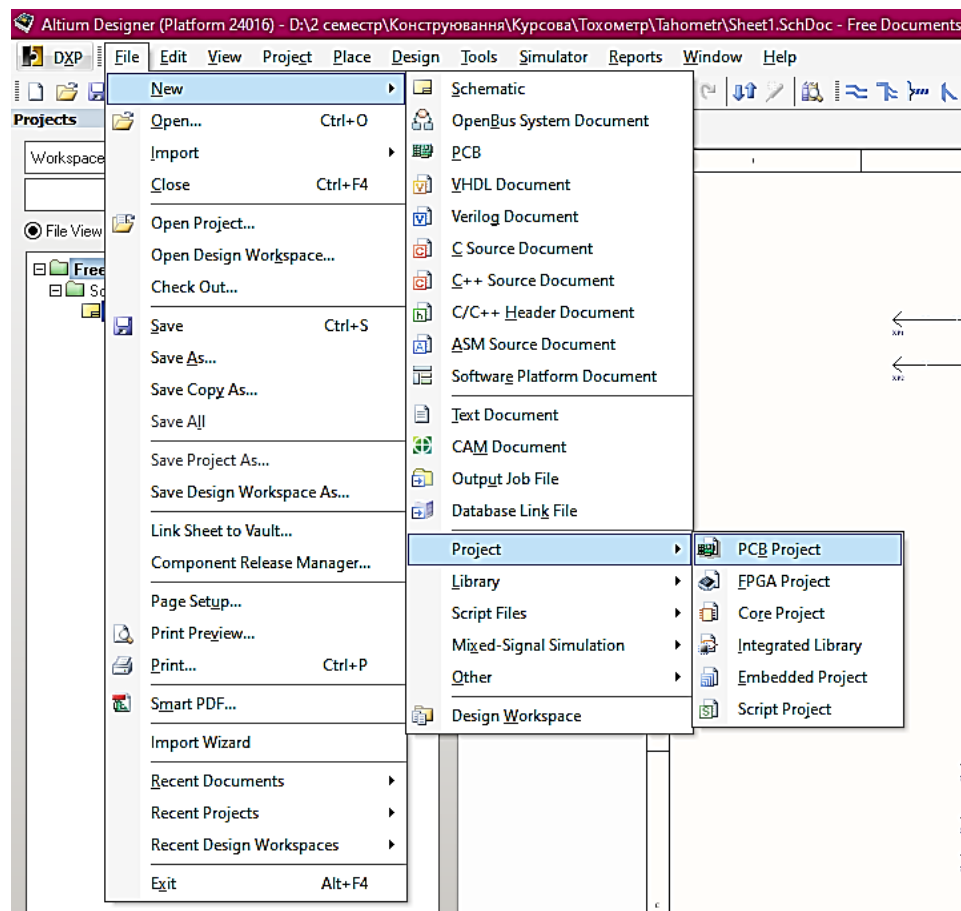 Altium Designer (Platform 24016) - D:\2 семестр\Конструювання\Курсова\Тохометр\Tahometr\Sheet1.SchDoc - Free Documents
DXP File Edit View Project Place Design Tools Simulator Reports Window Help
Projects
Workspace
File View
Free
New
Open... Ctrl+O
Import
Close Ctrl+F4
Open Project...
Open Design Workspace...
Check Out...
Save Ctrl+S
Save As...
Save Copy As...
Save All
Save Project As...
Save Design Workspace As...
Link Sheet to Vault...
Component Release Manager...
Page Setup...
Print Preview...
Print... Ctrl+P
Smart PDF...
Import Wizard
Recent Documents
Recent Projects
Recent Design Workspaces
Exit Alt+F4
Schematic
OpenBus System Document
PCB
VHDL Document
Verilog Document
C Source Document
C++ Source Document
C/C++ Header Document
ASM Source Document
Software Platform Document
Text Document
CAM Document
Output Job File
Database Link File
Project
Library
Script Files
Mixed-Signal Simulation
Other
Design Workspace
PCB Project
FPGA Project
Core Project
Integrated Library
Embedded Project
Script Project